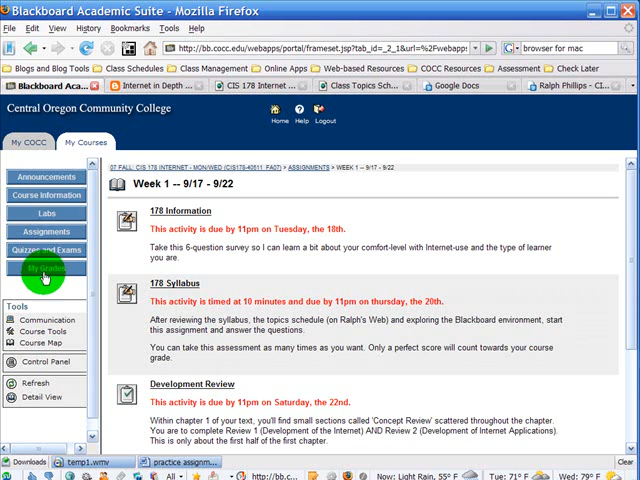 Blackboard Academic Suite - Mozilla Firefox
File Edit View History Bookmarks Tools Help
http://bb.cocc.edu/webapps/portal/frameset.jsp?tab_id=_2_1&url=%2Fwebapps
browser for mac
Blogs and Blog Tools Class Schedules Class Management Online Apps Web-based Resources COCC Resources Assessment Check Later
Blackboard Aca... Internet in Depth ... CIS 178 Internet ... Class Topics Sch... Google Docs Ralph Phillips - CI...
Central Oregon Community College
Home Help Logout
My COCC My Courses
07 FALL: CIS 178 INTERNET - MON/WED (CIS178-40511_FA07) > ASSIGNMENTS > WEEK 1 -- 9/17 - 9/22
Announcements
Course Information
Labs
Assignments
Quizzes and Exams
My Grades
Tools
Communication
Course Tools
Course Map
Control Panel
Refresh
Detail View
Week 1 -- 9/17 - 9/22
178 Information
This activity is due by 11pm on Tuesday, the 18th.
Take this 6-question survey so I can learn a bit about your comfort-level with Internet-use and the type of learner
you are.
178 Syllabus
This activity is timed at 10 minutes and due by 11pm on thursday, the 20th.
After reviewing the syllabus, the topics schedule (on Ralph's Web) and exploring the Blackboard environment, start
this assignment and answer the questions.
You can take this assessment as many times as you want. Only a perfect score will count towards your course
grade.
Development Review
This activity is due by 11pm on Saturday, the 22nd.
Within chapter 1 of your text, you'll find small sections called 'Concept Review' scattered throughout the chapter.
You are to complete Review 1 (Development of the Internet) AND Review 2 (Development of Internet Applications).
This is only about the first half of the first chapter.
Downloads temp1.wmv practice assignm... Clear
All http://bb.cocc... Now: Light Rain, 55° F Tue: 71° F Wed: 79° F